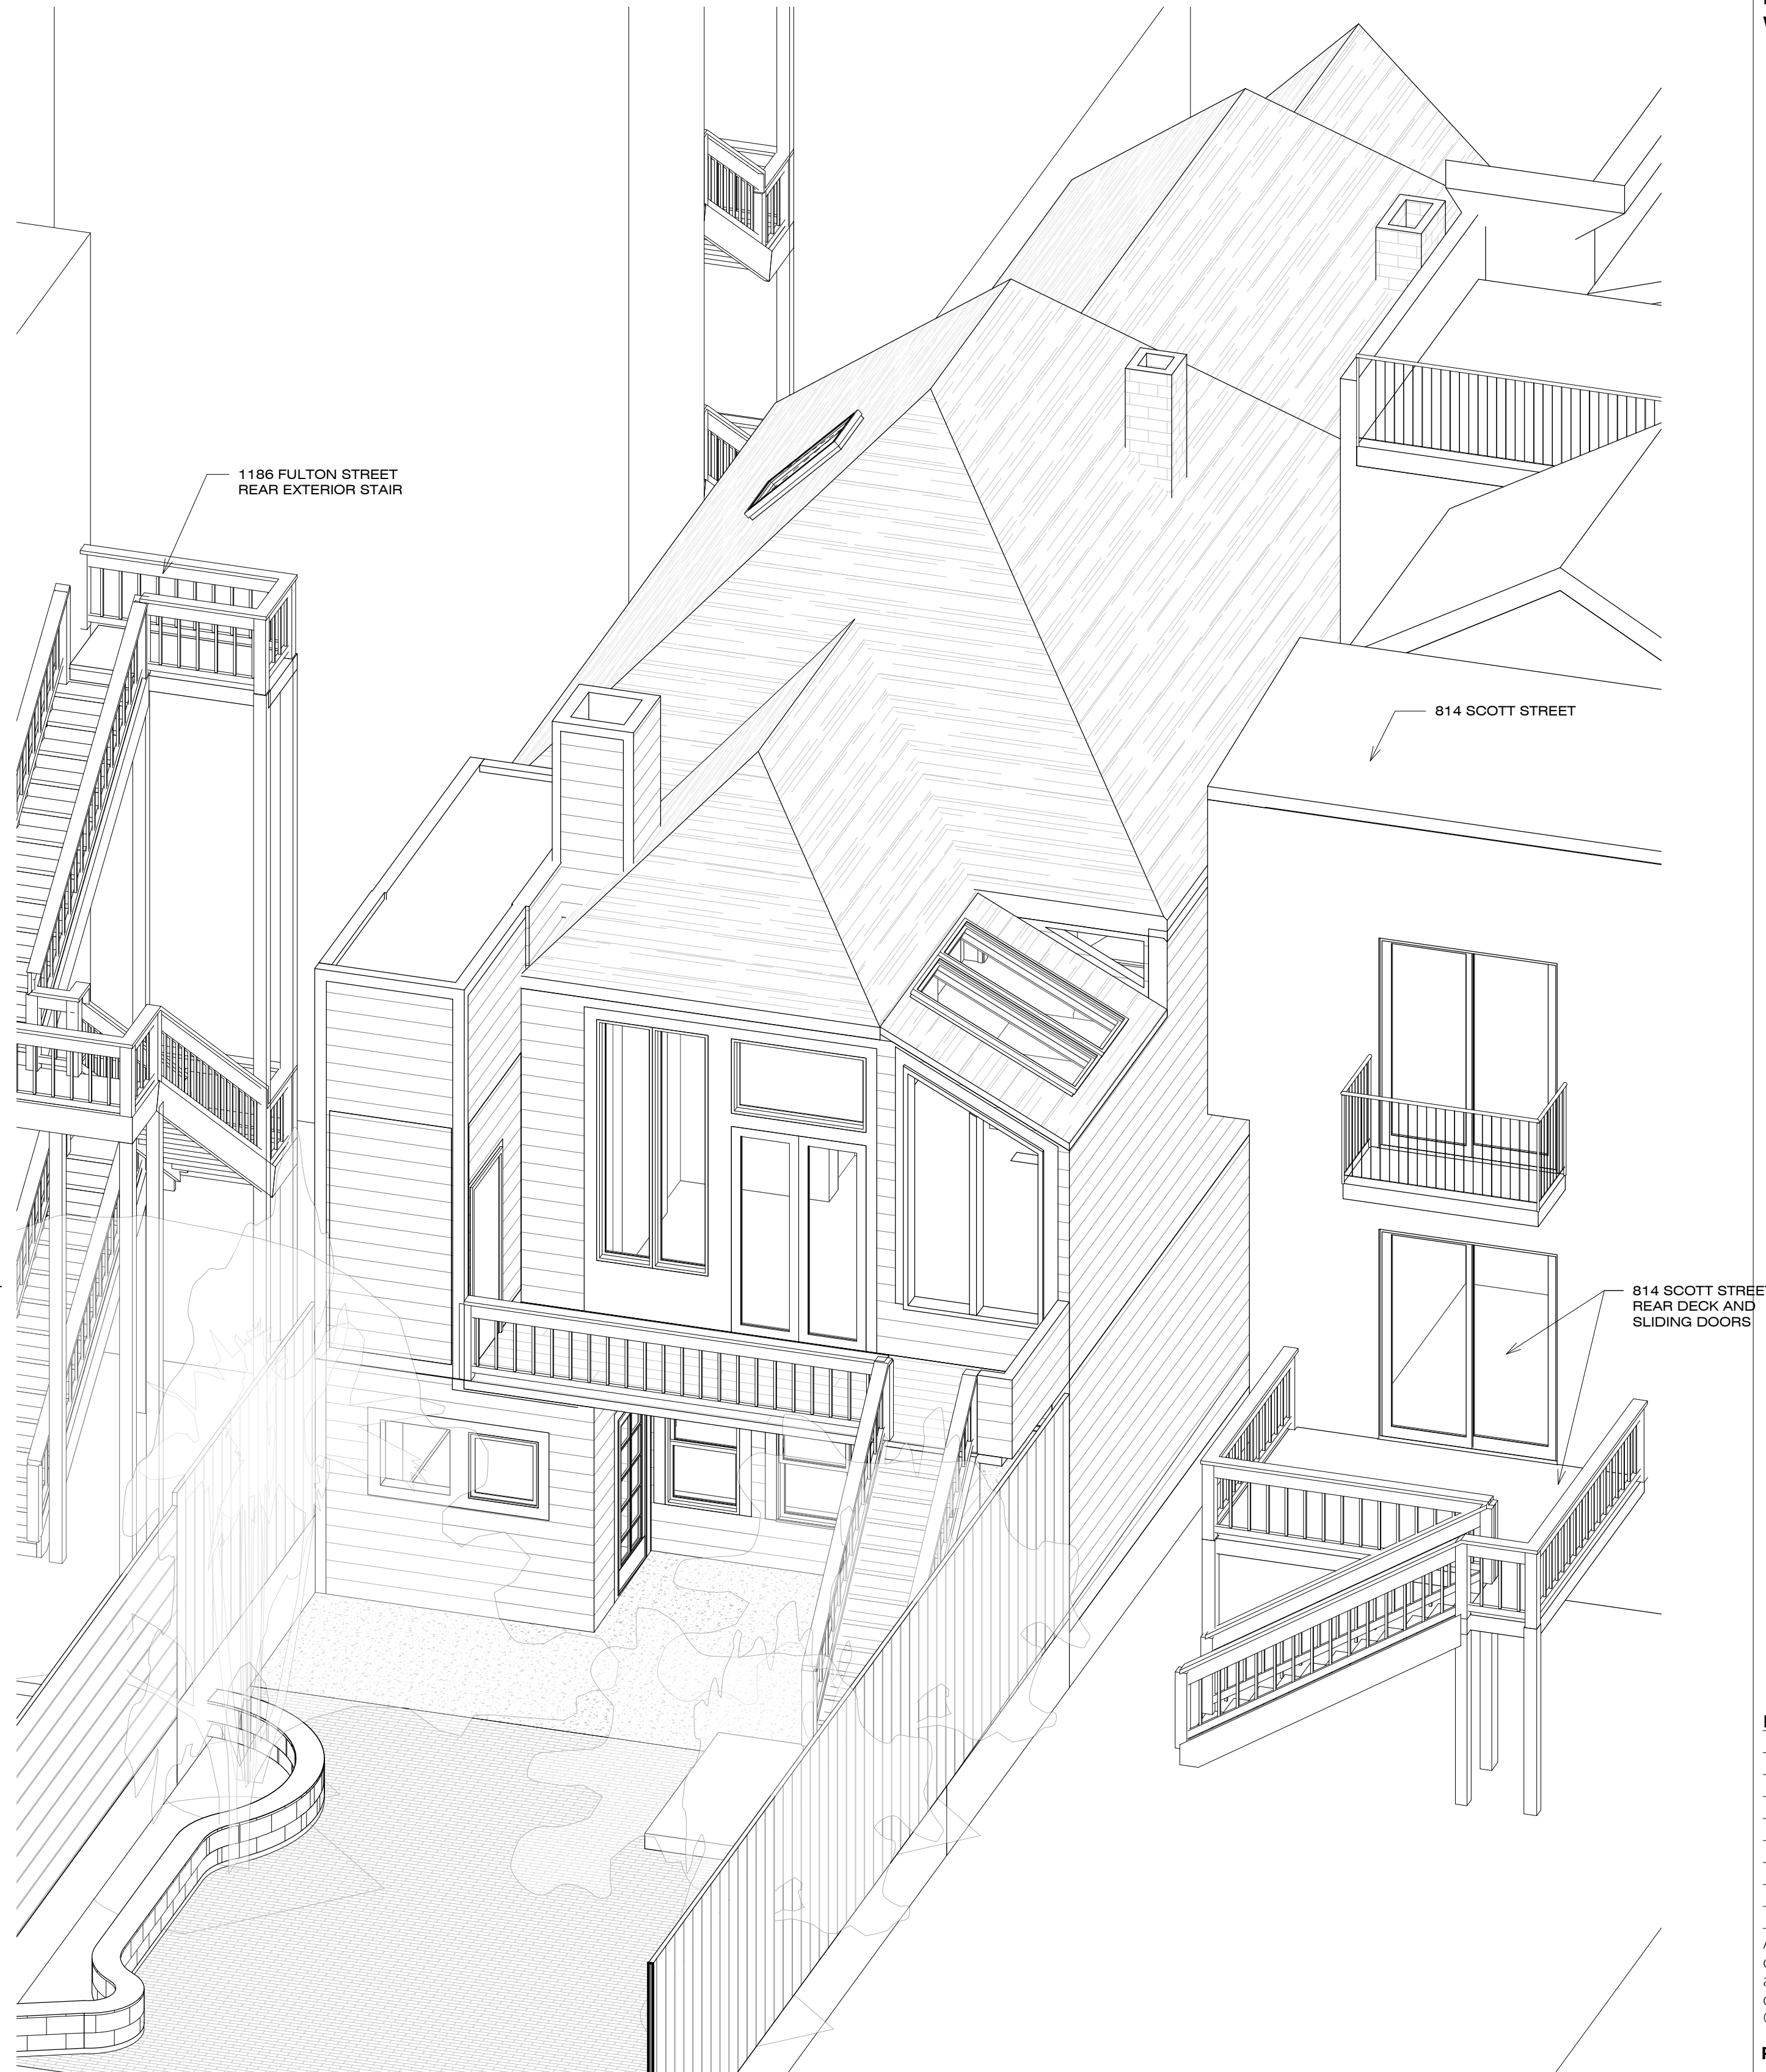 1186 FULTON STREET
REAR EXTERIOR STAIR
814 SCOTT STREET
814 SCOTT STREET
REAR DECK AND
SLIDING DOORS